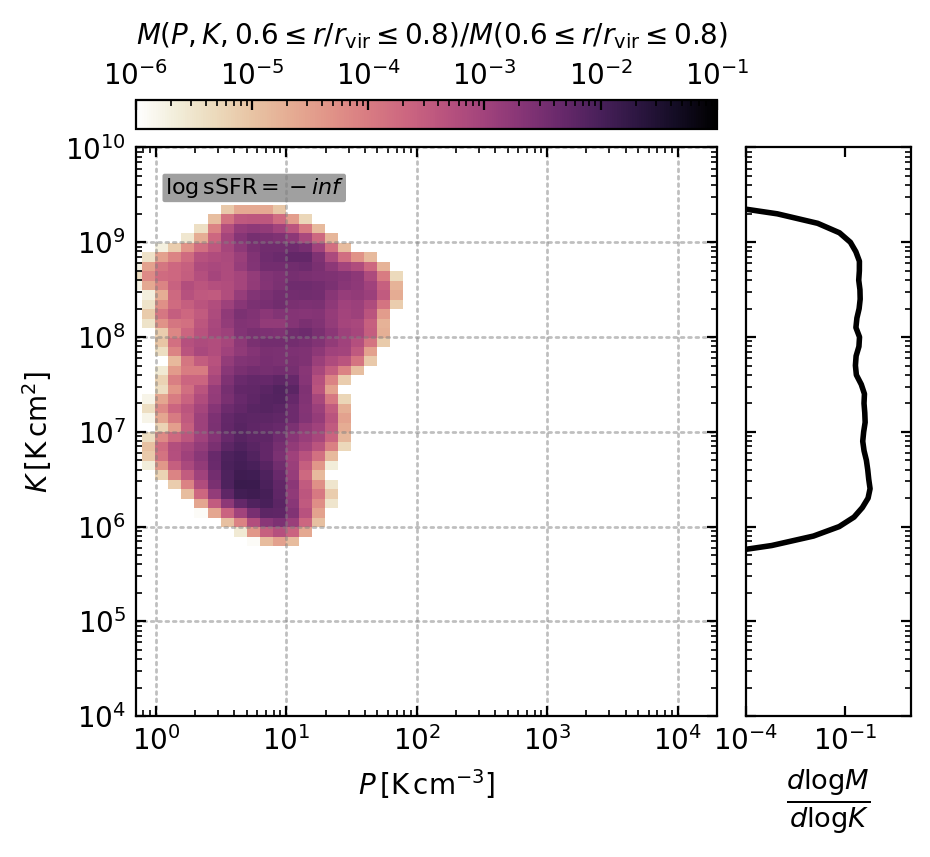 M(P, K, 0.6 ≤ r/r_vir ≤ 0.8)/M(0.6 ≤ r/r_vir ≤ 0.8)
10^−6 10^−5 10^−4 10^−3 10^−2 10^−1
log sSFR = −inf
10^10
10^9
10^8
10^7
10^6
10^5
10^4
K [K cm^2]
10^0 10^1 10^2 10^3 10^4
P [K cm^−3]
10^−4 10^−1
dlogM
dlogK